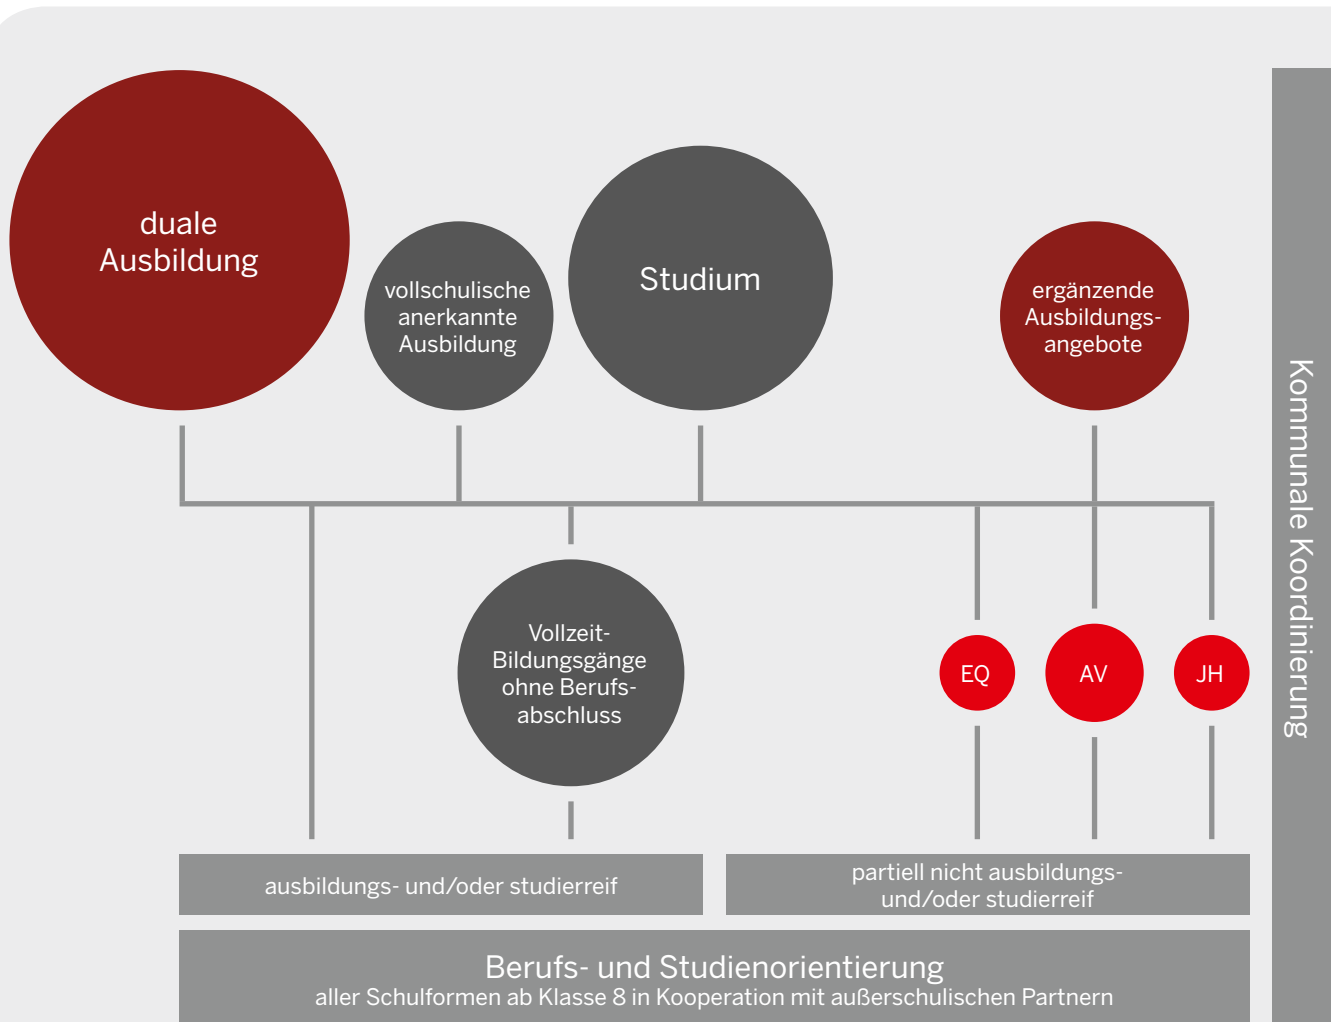 duale
Ausbildung
vollschulische
anerkannte
Ausbildung
Studium
ergänzende
Ausbildungs-
angebote
Vollzeit-
Bildungsgänge
ohne Berufs-
abschluss
EQ
AV
JH
ausbildungs- und/oder studierreif
partiell nicht ausbildungs-
und/oder studierreif
Berufs- und Studienorientierung
aller Schulformen ab Klasse 8 in Kooperation mit außerschulischen Partnern
Kommunale Koordinierung